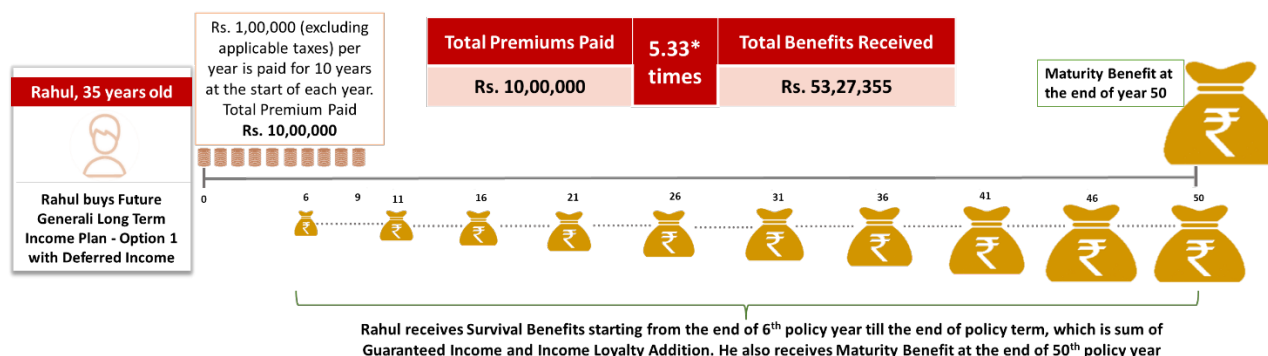 Rs. 1,00,000 (excluding
applicable taxes) per
year is paid for 10 years
at the start of each year.
Total Premium Paid
Rs. 10,00,000
Total Premiums Paid
5.33*
times
Total Benefits Received
Rs. 10,00,000
Rs. 53,27,355
Maturity Benefit at
the end of year 50
₹
Rahul, 35 years old
Rahul buys Future
Generali Long Term
Income Plan - Option 1
with Deferred Income
0 6 9 11 16 21 26 31 36 41 46 50
₹ ₹ ₹ ₹ ₹ ₹ ₹ ₹ ₹ ₹
Rahul receives Survival Benefits starting from the end of 6th policy year till the end of policy term, which is sum of
Guaranteed Income and Income Loyalty Addition. He also receives Maturity Benefit at the end of 50th policy year